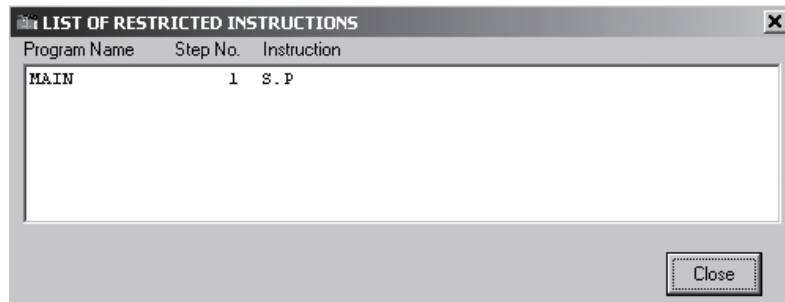 LIST OF RESTRICTED INSTRUCTIONS
Program Name Step No. Instruction
MAIN 1 S.P
Close